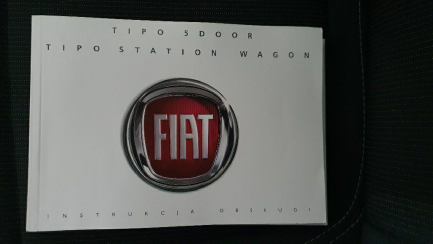 TIPO 5DOOR
TIPO STATION WAGON
FIAT
INSTRUKCJA OBSŁUGI